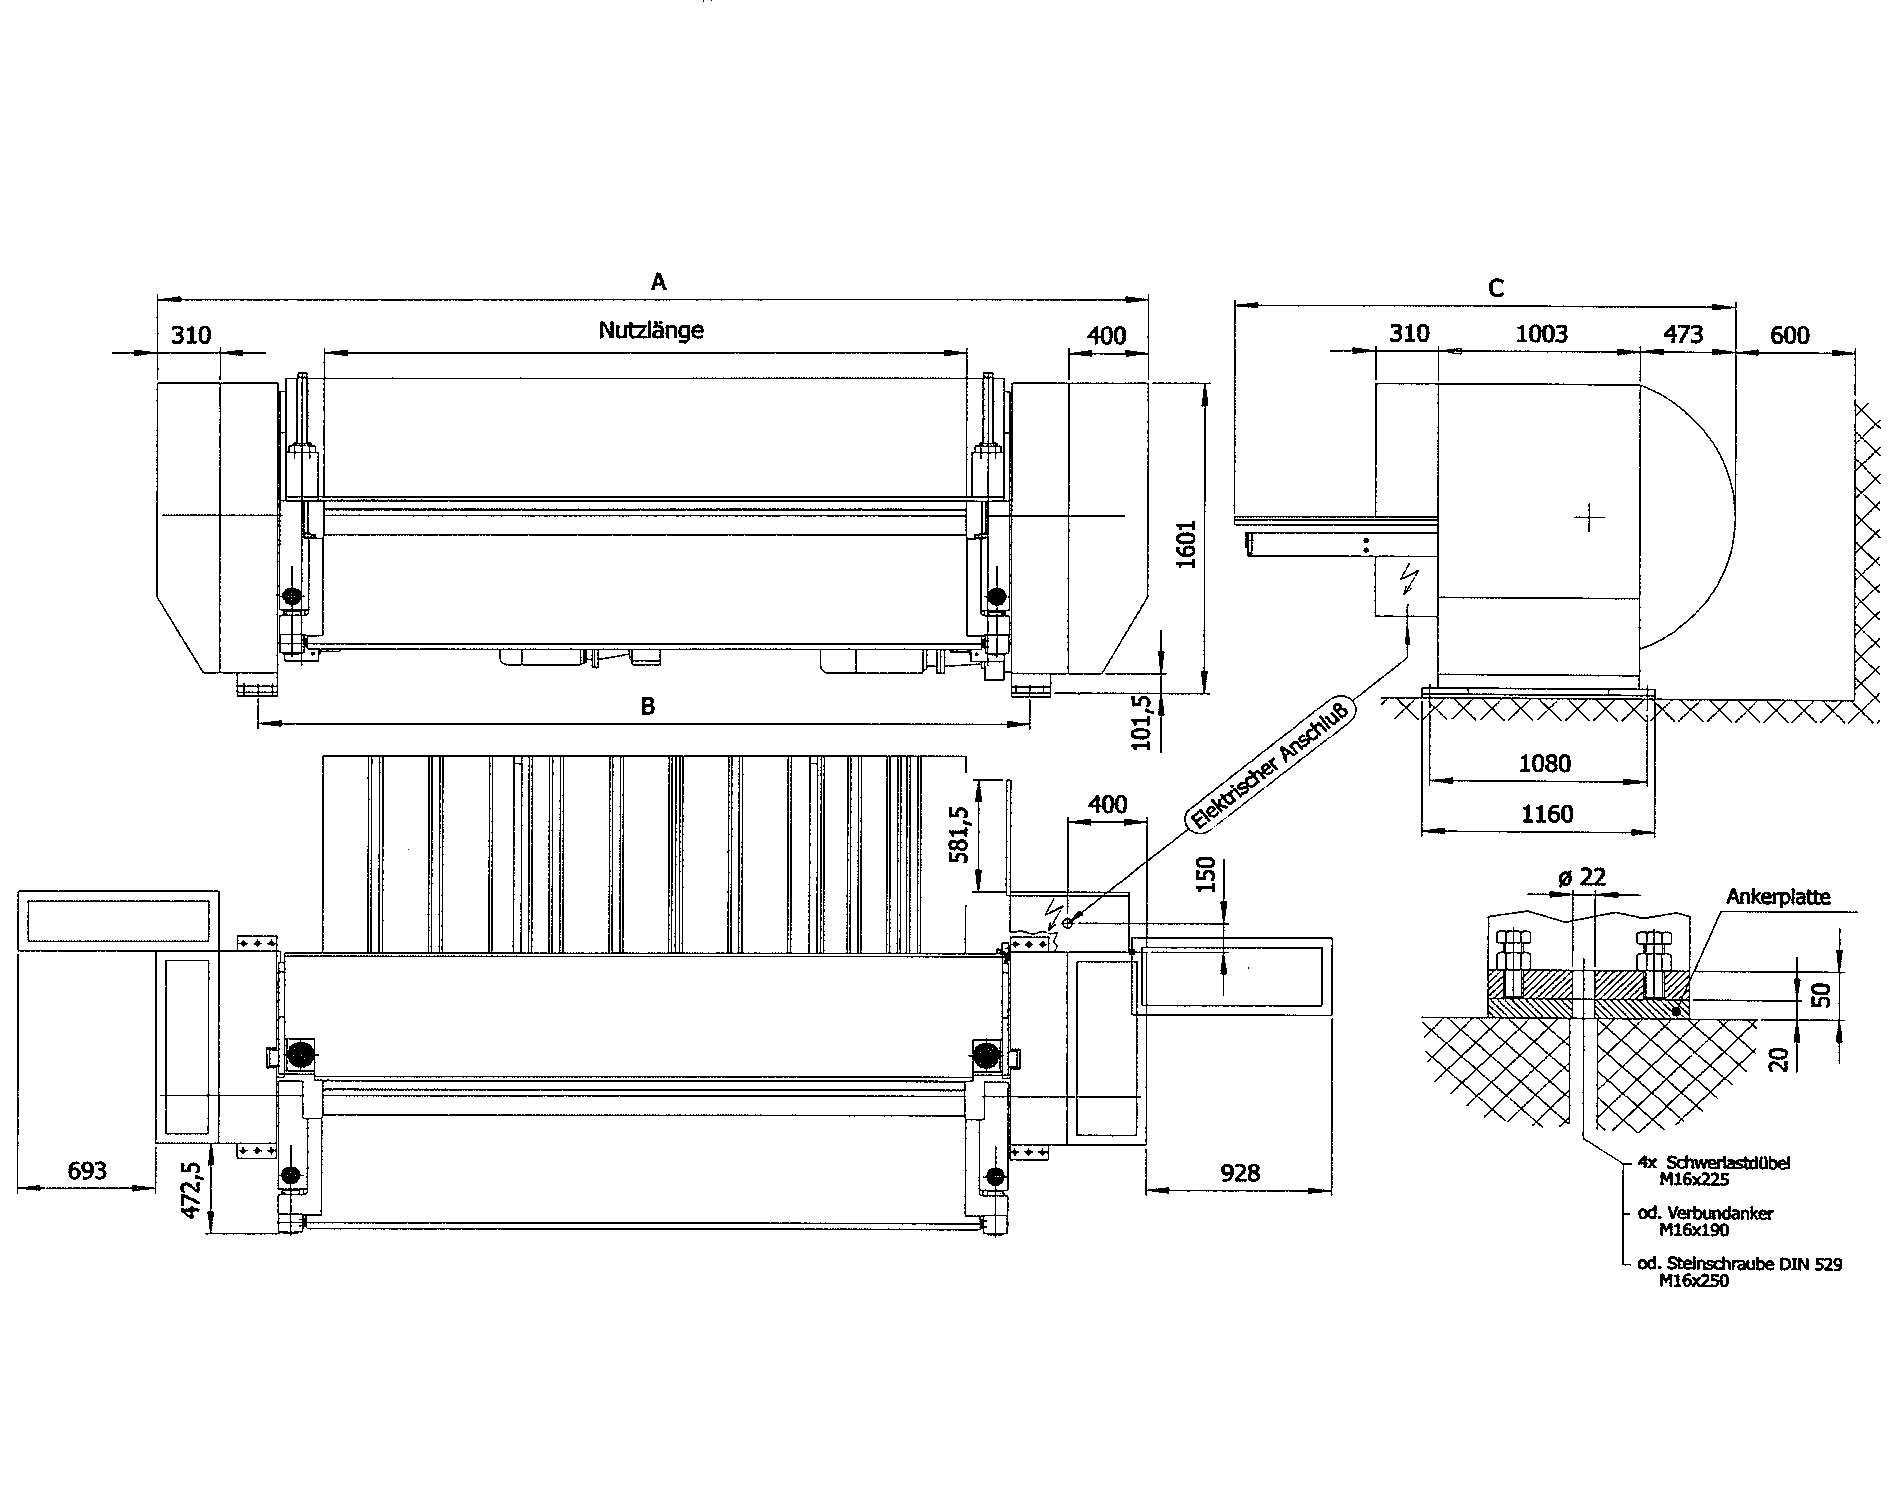 A
C
310
Nutzlänge
400
310
1003
473
600
1601
B
101,5
Elektrischer Anschluß
1080
1160
581,5
400
150
ø 22
Ankerplatte
50
20
693
472,5
928
4x Schwerlastdübel
M16x225
od. Verbundanker
M16x190
od. Steinschraube DIN 529
M16x250